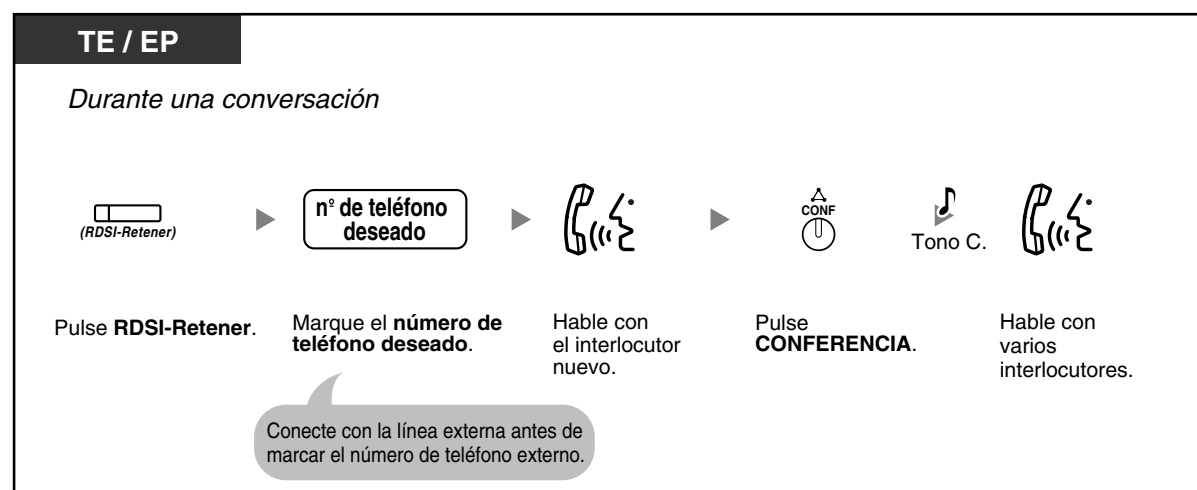 TE / EP
Durante una conversación
(RDSI-Retener)
nº de teléfono
deseado
CONF
Tono C.
Pulse RDSI-Retener.
Marque el número de
teléfono deseado.
Hable con
el interlocutor
nuevo.
Pulse
CONFERENCIA.
Hable con
varios
interlocutores.
Conecte con la línea externa antes de
marcar el número de teléfono externo.